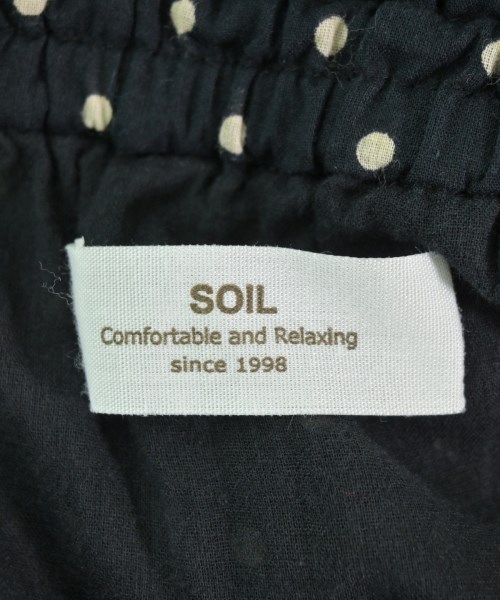 SOIL
Comfortable and Relaxing
since 1998